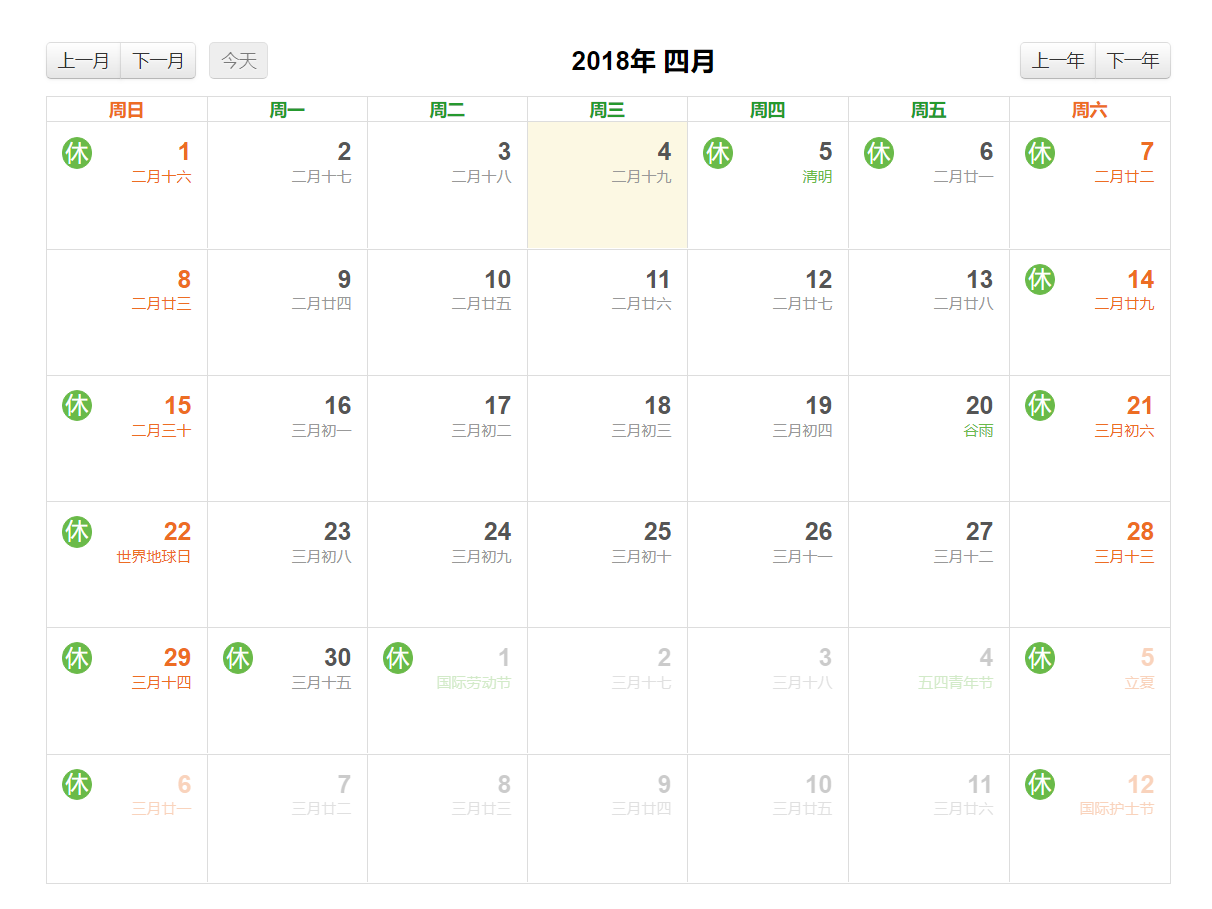 上一月 下一月 今天 2018年 四月 上一年 下一年
周日 周一 周二 周三 周四 周五 周六
休 1 2 3 4 休 5 休 6 休 7
二月十六 二月十七 二月十八 二月十九 清明 二月廿一 二月廿二
8 9 10 11 12 13 休 14
二月廿三 二月廿四 二月廿五 二月廿六 二月廿七 二月廿八 二月廿九
休 15 16 17 18 19 20 休 21
二月三十 三月初一 三月初二 三月初三 三月初四 谷雨 三月初六
休 22 23 24 25 26 27 28
世界地球日 三月初八 三月初九 三月初十 三月十一 三月十二 三月十三
休 29 休 30 休 1 2 3 4 休 5
三月十四 三月十五 国际劳动节 三月十七 三月十八 五四青年节 立夏
休 6 7 8 9 10 11 休 12
三月廿一 三月廿二 三月廿三 三月廿四 三月廿五 三月廿六 国际护士节